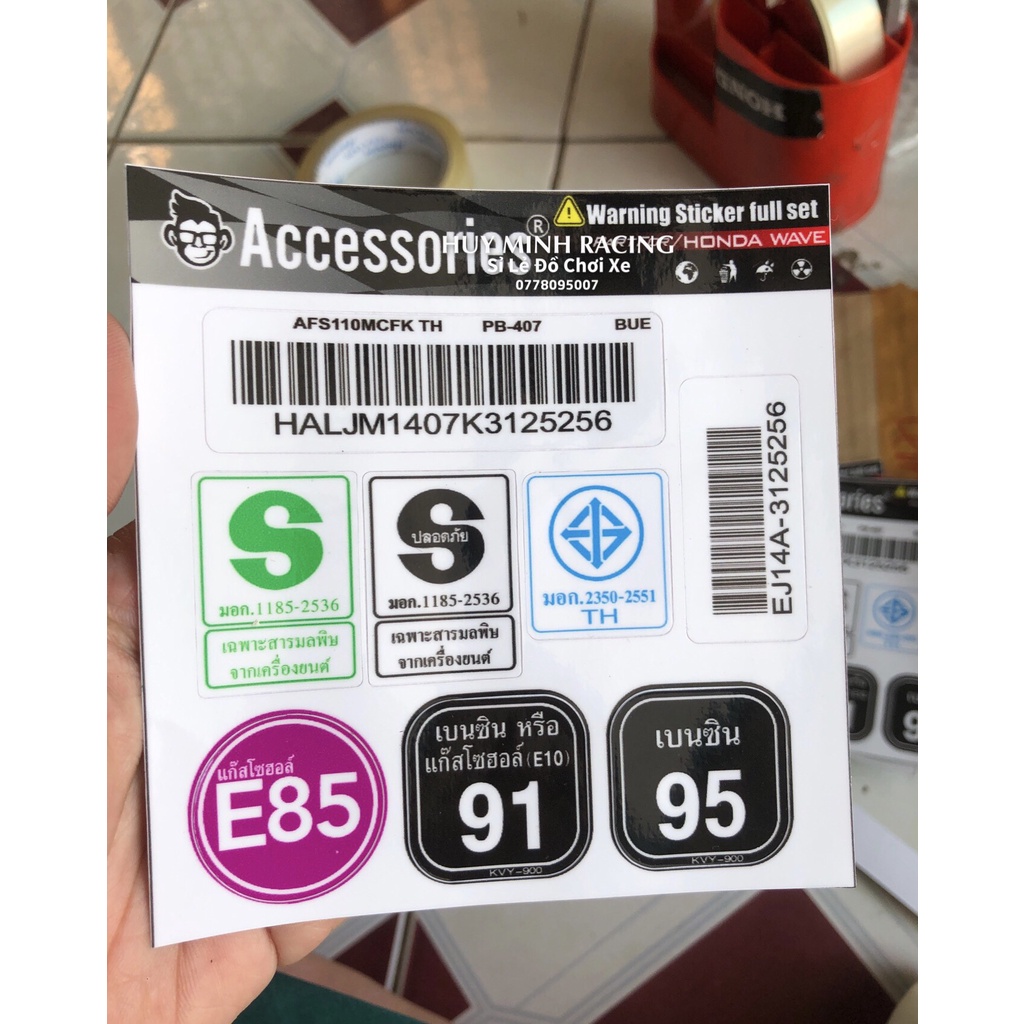 HONDA
Accessories®
Warning Sticker full set
HONDA WAVE
HUY MINH RACING
Sỉ Lẻ Đồ Chơi Xe
0778095007
AFS110MCFK TH PB-407 BUE
HALJM1407K3125256
EJ14A-3125256
S
มอก.1185-2536
เฉพาะสารมลพิษ
จากเครื่องยนต์
S
ปลอดภัย
มอก.1185-2536
เฉพาะสารมลพิษ
จากเครื่องยนต์
มอก.2350-2551
TH
แก๊สโซฮอล์
E85
เบนซิน หรือ
แก๊สโซฮอล์(E10)
91
KVY-900
เบนซิน
95
KVY-900